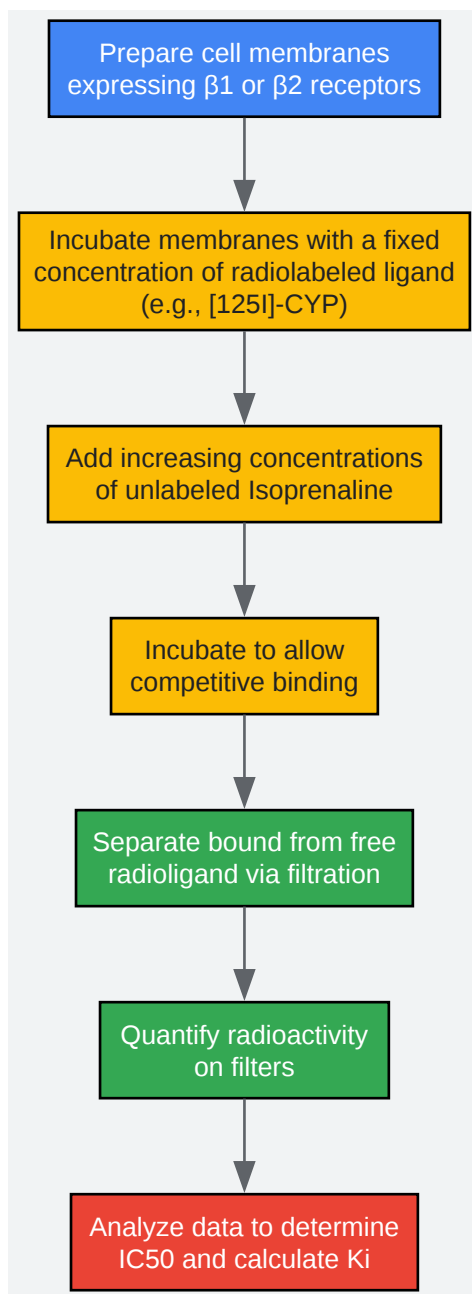 Prepare cell membranes
expressing β1 or β2 receptors
Incubate membranes with a fixed
concentration of radiolabeled ligand
(e.g., [125I]-CYP)
Add increasing concentrations
of unlabeled Isoprenaline
Incubate to allow
competitive binding
Separate bound from free
radioligand via filtration
Quantify radioactivity
on filters
Analyze data to determine
IC50 and calculate Ki